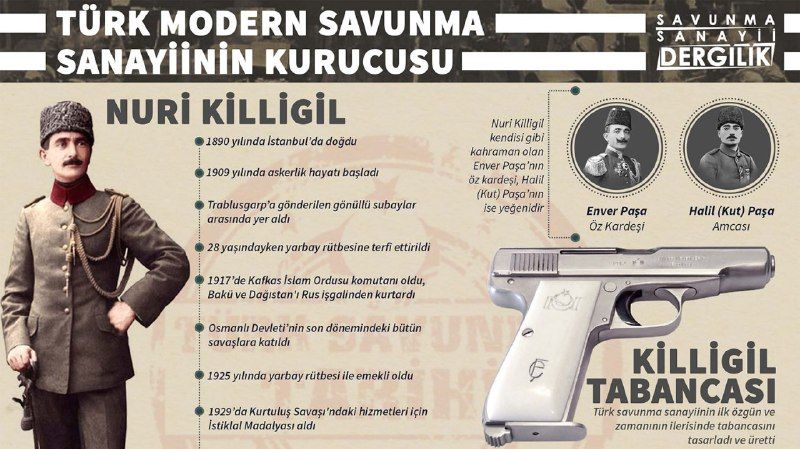 TÜRK MODERN SAVUNMA
SANAYİİNİN KURUCUSU
SAVUNMA
SANAYİİ
DERGİLİK
NURİ KİLLİGİL
1890 yılında İstanbul'da doğdu
1909 yılında askerlik hayatı başladı
Trablusgarp'a gönderilen gönüllü subaylar
arasında yer aldı
28 yaşındayken yarbay rütbesine terfi ettirildi
1917'de Kafkas İslam Ordusu komutanı oldu,
Bakü ve Dağıstan'ı Rus işgalinden kurtardı
Osmanlı Devleti'nin son dönemindeki bütün
savaşlara katıldı
1925 yılında yarbay rütbesi ile emekli oldu
1929'da Kurtuluş Savaşı'ndaki hizmetleri için
İstiklal Madalyası aldı
Nuri Killigil
kendisi gibi
kahraman olan
Enver Paşa'nın
öz kardeşi, Halil
(Kut) Paşa'nın
ise yeğenidir
Enver Paşa
Öz Kardeşi
Halil (Kut) Paşa
Amcası
KİLLİGİL
TABANCASI
Türk savunma sanayiinin ilk özgün ve
zamanının ilerisinde tabancasını
tasarladı ve üretti